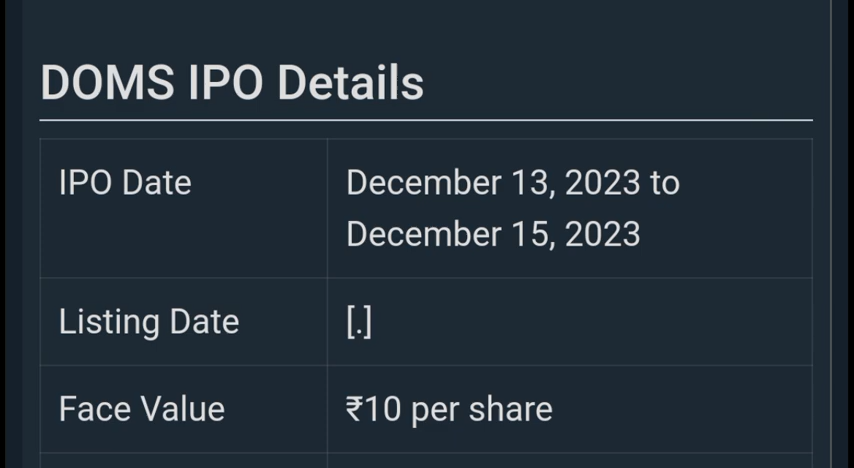 DOMS IPO Details
IPO Date
December 13, 2023 to
December 15, 2023
Listing Date
[.]
Face Value
₹10 per share